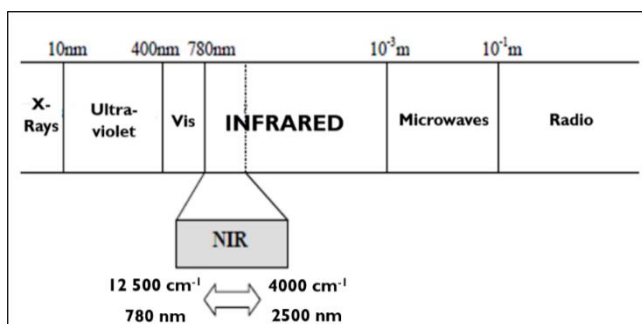 10nm 400nm 780nm 10⁻³m 10⁻¹m
X-
Rays
Ultra-
violet
Vis
INFRARED
Microwaves
Radio
NIR
12 500 cm⁻¹ 4000 cm⁻¹
780 nm 2500 nm